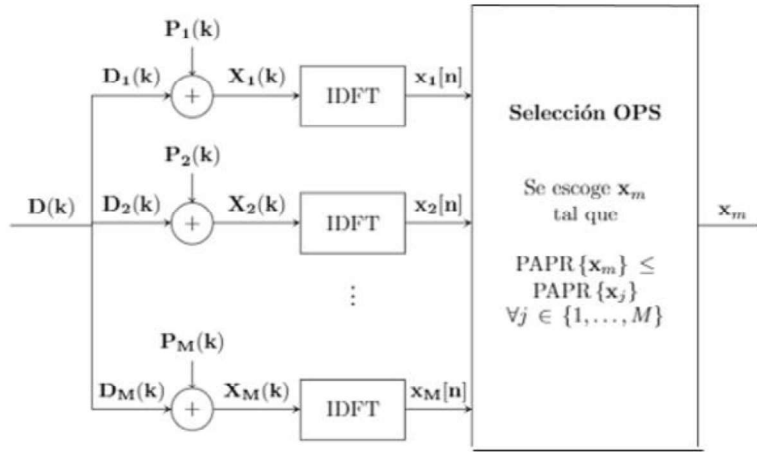 P₁(k)
D₁(k) + X₁(k) IDFT x₁[n]
Selección OPS
P₂(k)
Se escoge xₘ
D(k) D₂(k) + X₂(k) IDFT x₂[n]
tal que
xₘ
PAPR {xₘ} ≤
PAPR {xⱼ}
∀j ∈ {1, . . . , M}
⋮
P_M(k)
D_M(k) + X_M(k) IDFT x_M[n]